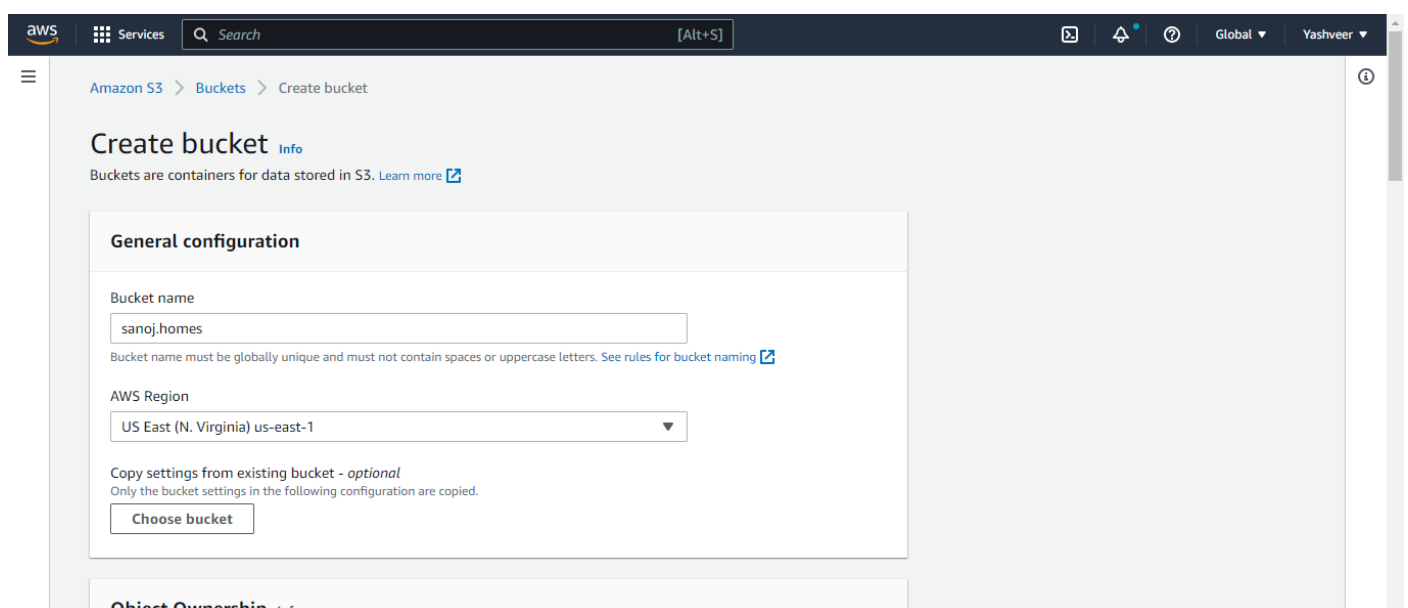 aws Services Search [Alt+S] Global Yashveer
Amazon S3 > Buckets > Create bucket
Create bucket Info
Buckets are containers for data stored in S3. Learn more
General configuration
Bucket name
sanoj.homes
Bucket name must be globally unique and must not contain spaces or uppercase letters. See rules for bucket naming
AWS Region
US East (N. Virginia) us-east-1
Copy settings from existing bucket - optional
Only the bucket settings in the following configuration are copied.
Choose bucket
Object Ownership Info